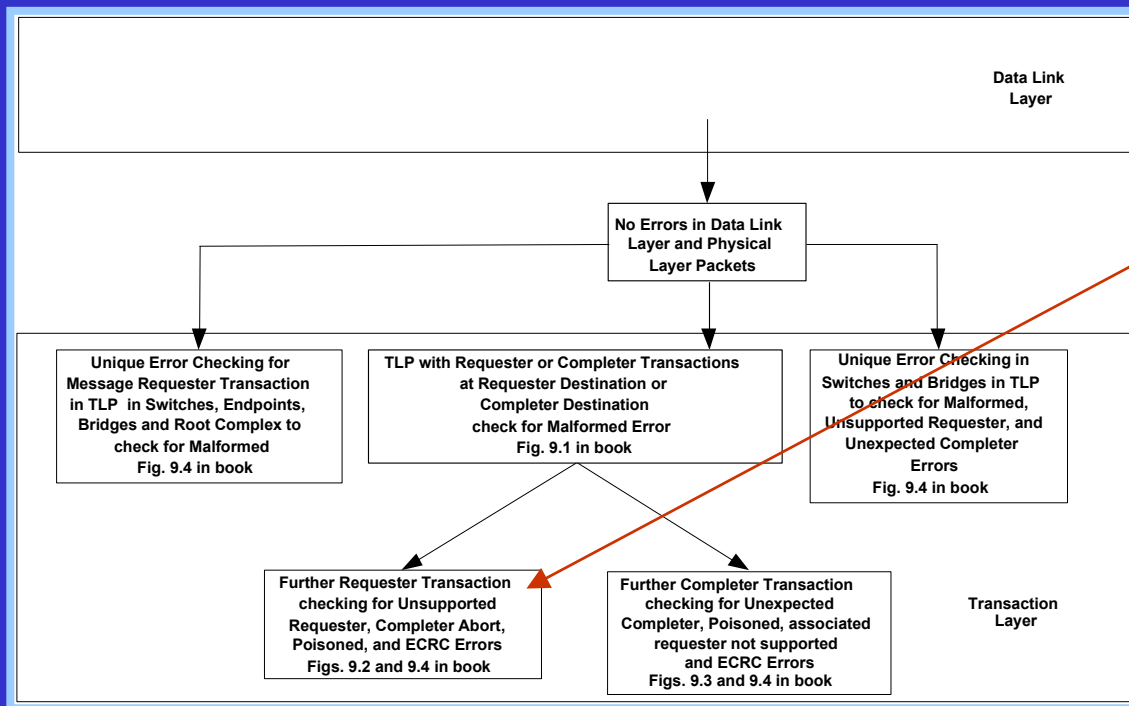 Data Link
Layer
No Errors in Data Link
Layer and Physical
Layer Packets
Unique Error Checking for
Message Requester Transaction
in TLP in Switches, Endpoints,
Bridges and Root Complex to
check for Malformed
Fig. 9.4 in book
TLP with Requester or Completer Transactions
at Requester Destination or
Completer Destination
check for Malformed Error
Fig. 9.1 in book
Unique Error Checking in
Switches and Bridges in TLP
to check for Malformed,
Unsupported Requester, and
Unexpected Completer
Errors
Fig. 9.4 in book
Further Requester Transaction
checking for Unsupported
Requester, Completer Abort,
Poisoned, and ECRC Errors
Figs. 9.2 and 9.4 in book
Further Completer Transaction
checking for Unexpected
Completer, Poisoned, associated
requester not supported
and ECRC Errors
Figs. 9.3 and 9.4 in book
Transaction
Layer